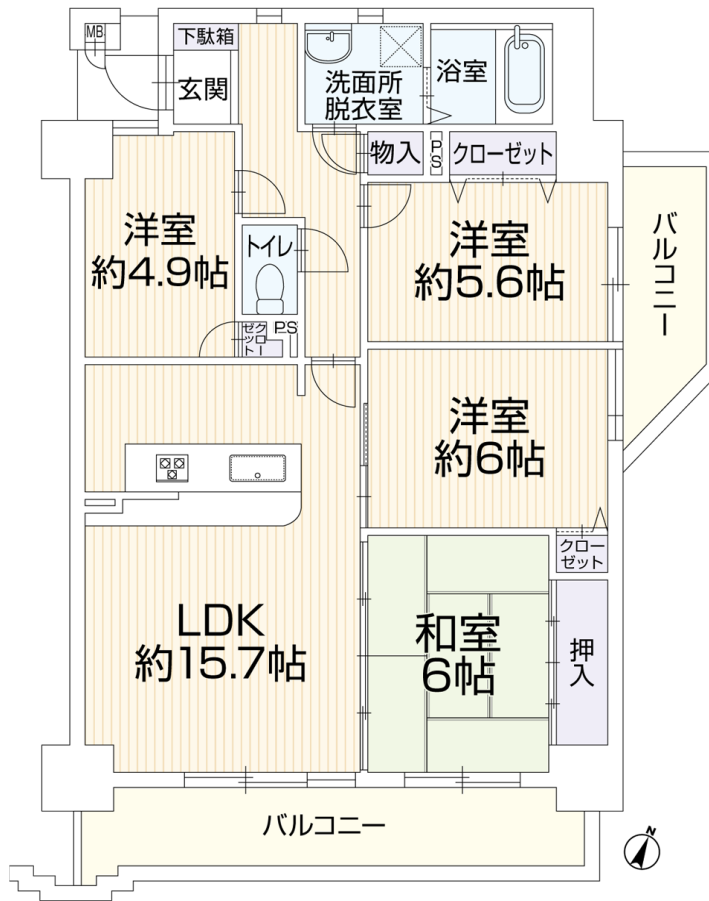 MB
下駄箱
玄関
洗面所
脱衣室
浴室
物入
PS
クローゼット
洋室
約4.9帖
トイレ
洋室
約5.6帖
バルコニー
クローゼット
PS
洋室
約6帖
クロー
ゼット
LDK
約15.7帖
和室
6帖
押入
バルコニー
N